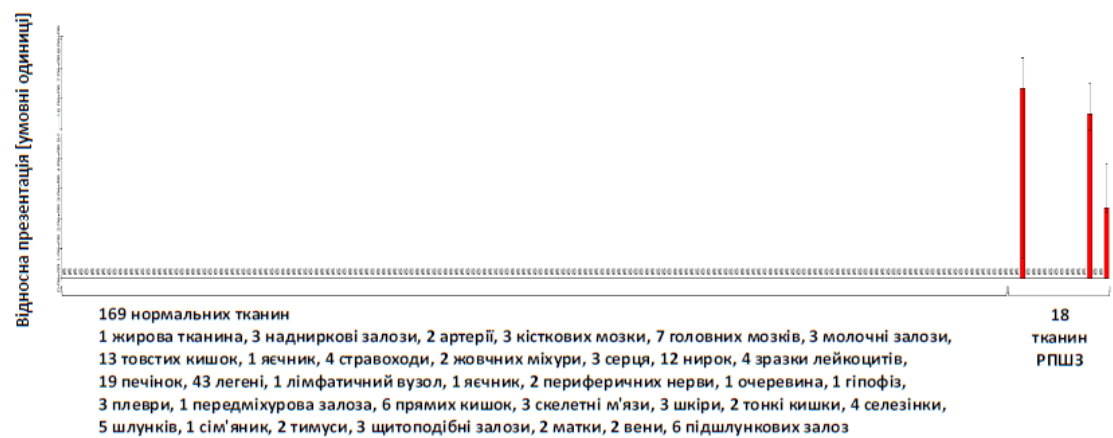 Відносна презентація [умовні одиниці]
169 нормальних тканин
1 жирова тканина, 3 надниркові залози, 2 артерії, 3 кісткових мозки, 7 головних мозків, 3 молочні залози,
13 товстих кишок, 1 яєчник, 4 стравоходи, 2 жовчних міхури, 3 серця, 12 нирок, 4 зразки лейкоцитів,
19 печінок, 43 легені, 1 лімфатичний вузол, 1 яєчник, 2 периферичних нерви, 1 очеревина, 1 гіпофіз,
3 плеври, 1 передміхурова залоза, 6 прямих кишок, 3 скелетні м'язи, 3 шкіри, 2 тонкі кишки, 4 селезінки,
5 шлунків, 1 сім'яник, 2 тимуси, 3 щитоподібні залози, 2 матки, 2 вени, 6 підшлункових залоз
18
тканин
РПШЗ